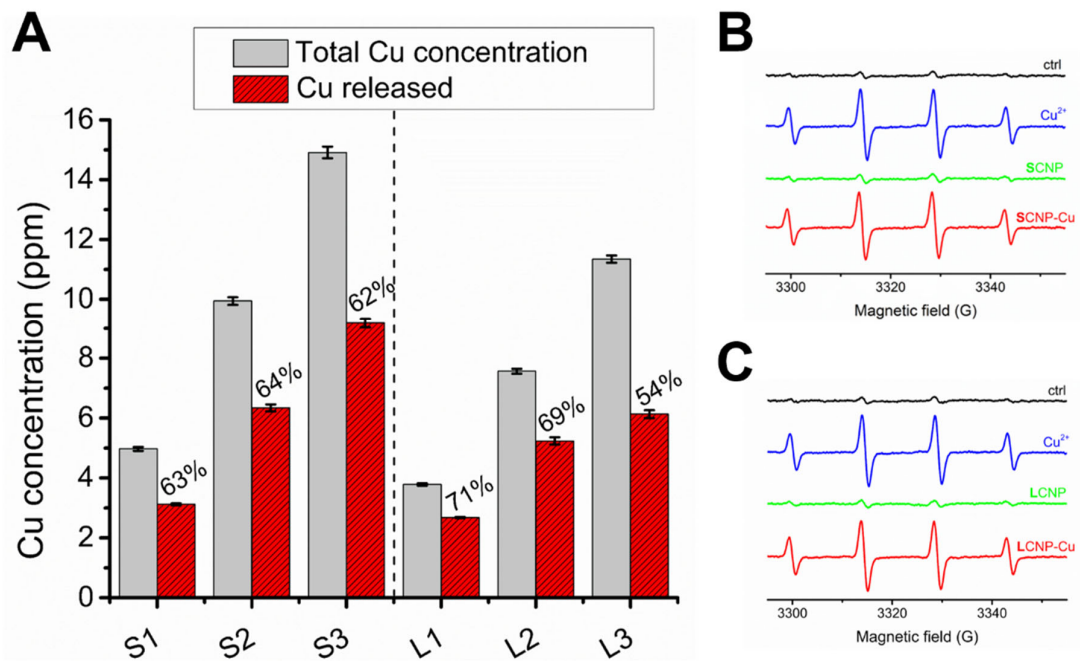 A
Total Cu concentration
Cu released
Cu concentration (ppm)
16
14
12
10
8
6
4
2
0
63%
64%
62%
71%
69%
54%
S1
S2
S3
L1
L2
L3
B
ctrl
Cu²⁺
SCNP
SCNP-Cu
3300
3320
3340
Magnetic field (G)
C
ctrl
Cu²⁺
LCNP
LCNP-Cu
3300
3320
3340
Magnetic field (G)